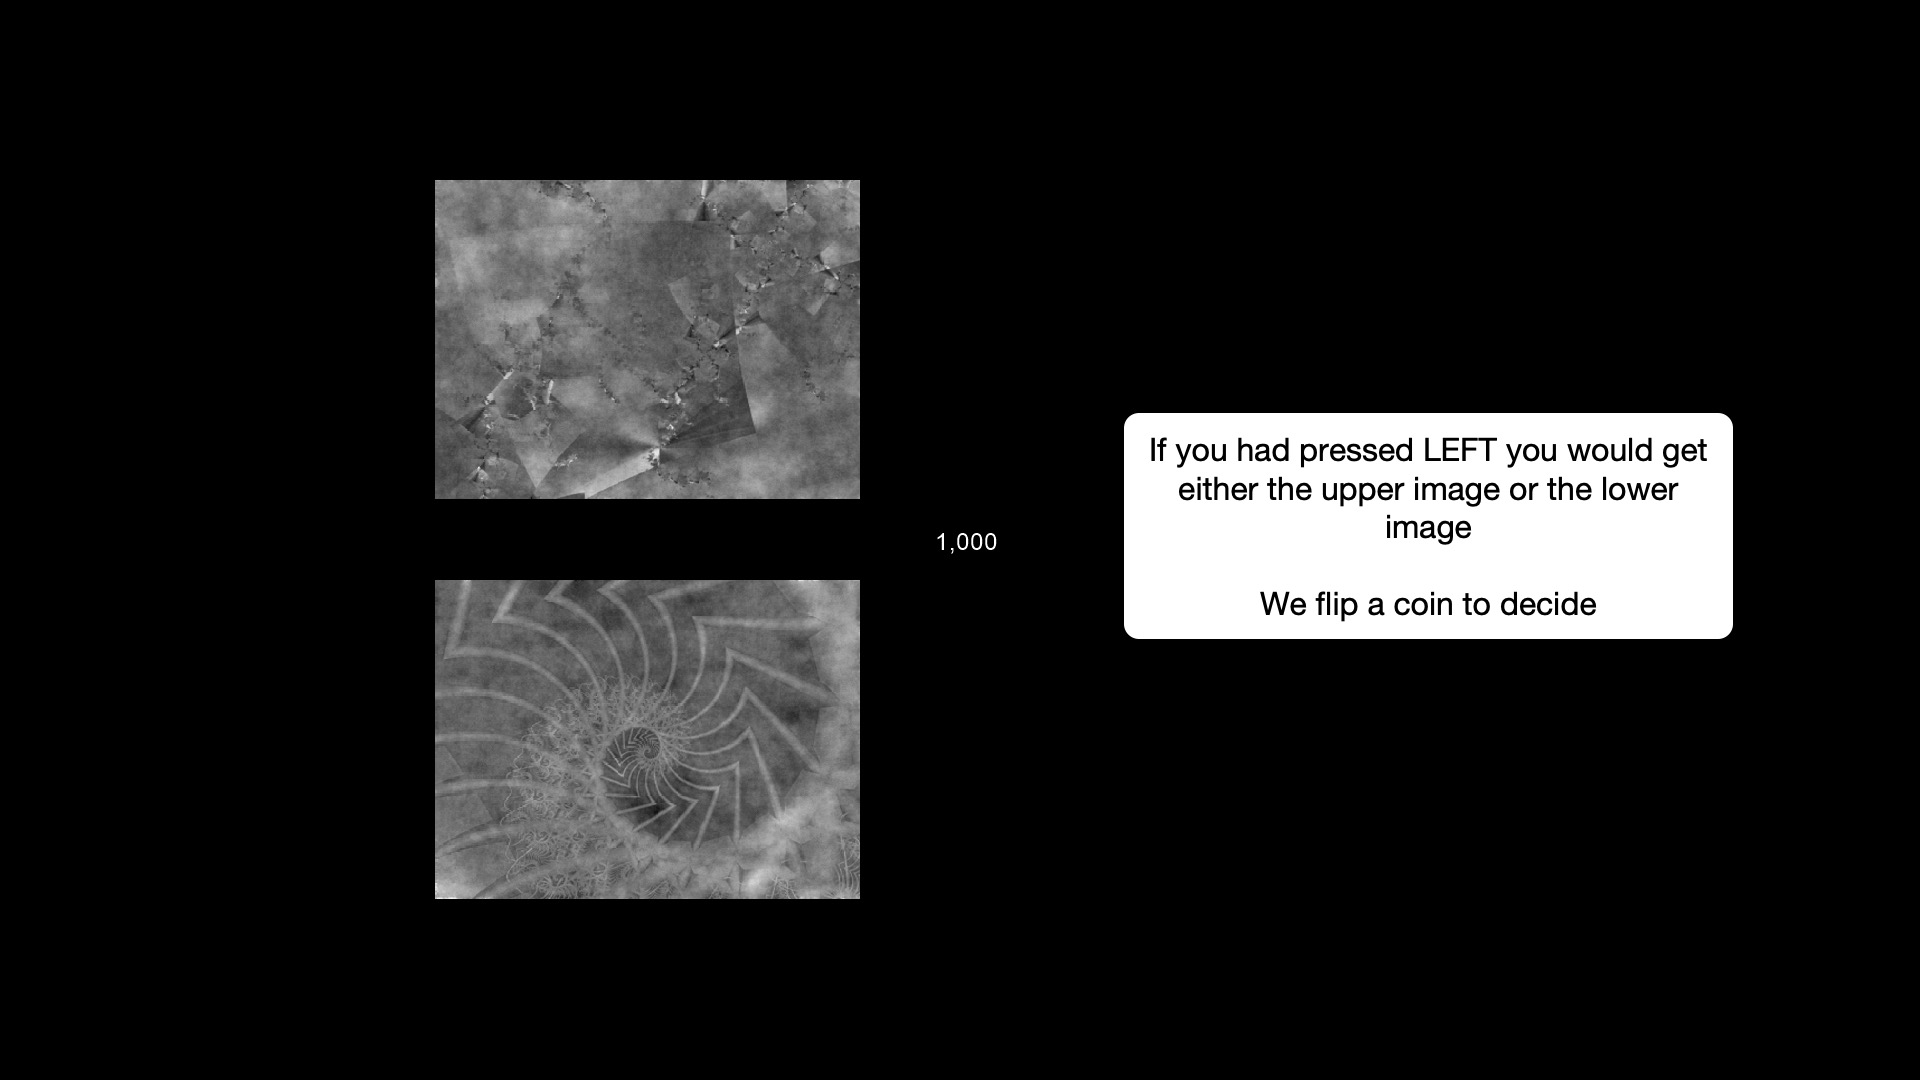 1,000
If you had pressed LEFT you would get
either the upper image or the lower
image
We flip a coin to decide